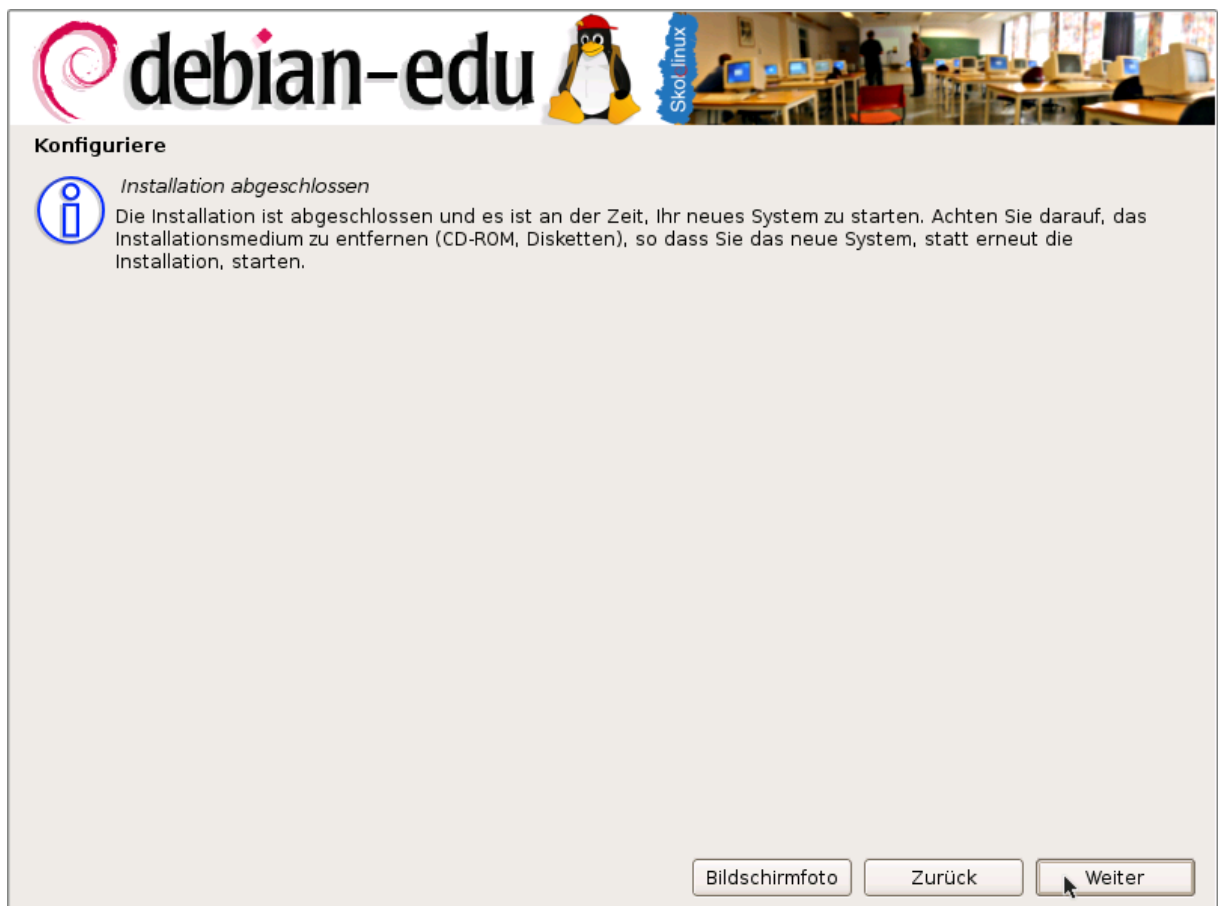 debian-edu
Skolelinux
Konfiguriere
Installation abgeschlossen
Die Installation ist abgeschlossen und es ist an der Zeit, Ihr neues System zu starten. Achten Sie darauf, das
Installationsmedium zu entfernen (CD-ROM, Disketten), so dass Sie das neue System, statt erneut die
Installation, starten.
Bildschirmfoto
Zurück
Weiter